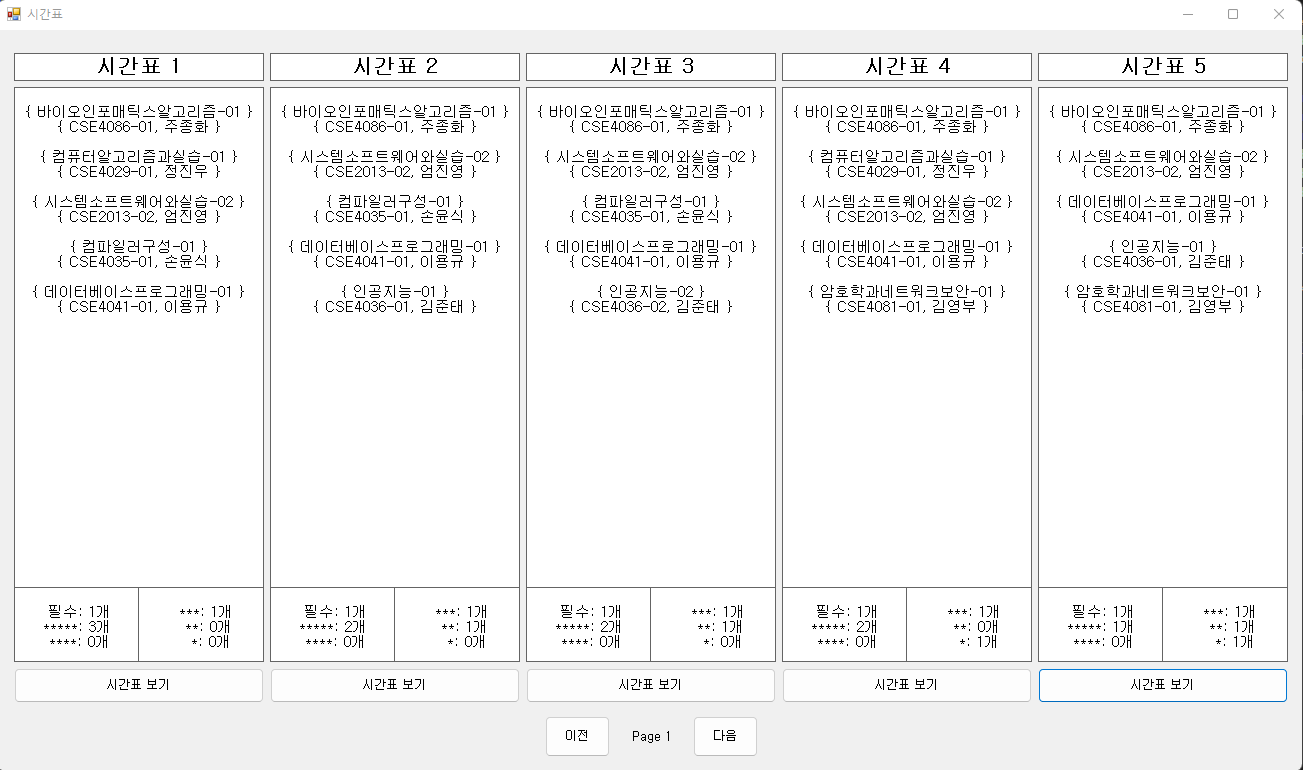 시간표
시간표 1
{ 바이오인포매틱스알고리즘-01 }
{ CSE4086-01, 주종화 }
{ 컴퓨터알고리즘과실습-01 }
{ CSE4029-01, 정진우 }
{ 시스템소프트웨어와실습-02 }
{ CSE2013-02, 엄진영 }
{ 컴파일러구성-01 }
{ CSE4035-01, 손윤식 }
{ 데이터베이스프로그래밍-01 }
{ CSE4041-01, 이용규 }
필수: 1개
*****: 3개
****: 0개
***: 1개
**: 0개
*: 0개
시간표 보기
시간표 2
{ 바이오인포매틱스알고리즘-01 }
{ CSE4086-01, 주종화 }
{ 시스템소프트웨어와실습-02 }
{ CSE2013-02, 엄진영 }
{ 컴파일러구성-01 }
{ CSE4035-01, 손윤식 }
{ 데이터베이스프로그래밍-01 }
{ CSE4041-01, 이용규 }
{ 인공지능-01 }
{ CSE4036-01, 김준태 }
필수: 1개
*****: 2개
****: 0개
***: 1개
**: 1개
*: 0개
시간표 보기
시간표 3
{ 바이오인포매틱스알고리즘-01 }
{ CSE4086-01, 주종화 }
{ 시스템소프트웨어와실습-02 }
{ CSE2013-02, 엄진영 }
{ 컴파일러구성-01 }
{ CSE4035-01, 손윤식 }
{ 데이터베이스프로그래밍-01 }
{ CSE4041-01, 이용규 }
{ 인공지능-02 }
{ CSE4036-02, 김준태 }
필수: 1개
*****: 2개
****: 0개
***: 1개
**: 1개
*: 0개
시간표 보기
시간표 4
{ 바이오인포매틱스알고리즘-01 }
{ CSE4086-01, 주종화 }
{ 컴퓨터알고리즘과실습-01 }
{ CSE4029-01, 정진우 }
{ 시스템소프트웨어와실습-02 }
{ CSE2013-02, 엄진영 }
{ 데이터베이스프로그래밍-01 }
{ CSE4041-01, 이용규 }
{ 암호학과네트워크보안-01 }
{ CSE4081-01, 김영부 }
필수: 1개
*****: 2개
****: 0개
***: 1개
**: 0개
*: 1개
시간표 보기
시간표 5
{ 바이오인포매틱스알고리즘-01 }
{ CSE4086-01, 주종화 }
{ 시스템소프트웨어와실습-02 }
{ CSE2013-02, 엄진영 }
{ 데이터베이스프로그래밍-01 }
{ CSE4041-01, 이용규 }
{ 인공지능-01 }
{ CSE4036-01, 김준태 }
{ 암호학과네트워크보안-01 }
{ CSE4081-01, 김영부 }
필수: 1개
*****: 1개
****: 0개
***: 1개
**: 1개
*: 1개
시간표 보기
이전
Page 1
다음